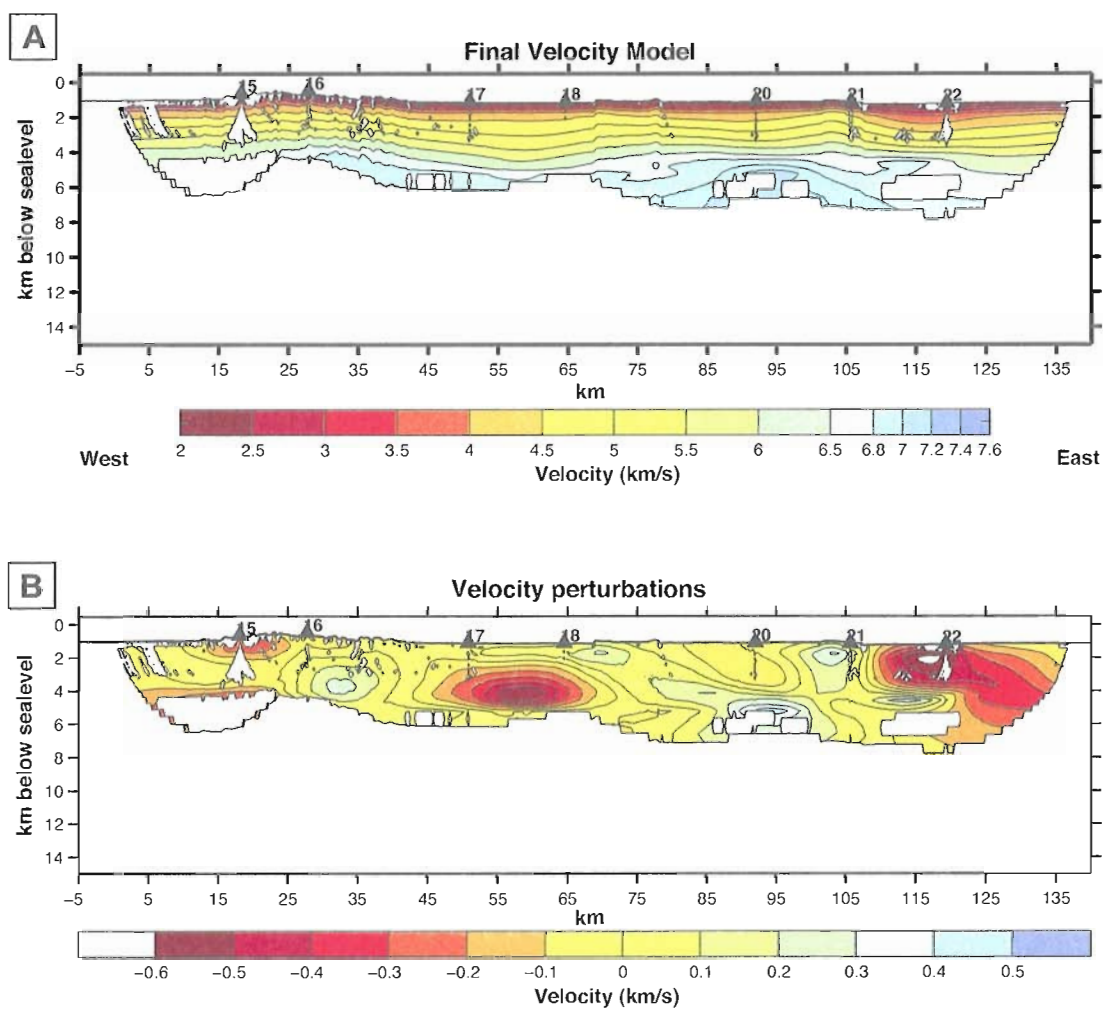 A
Final Velocity Model
15 16 17 18 20 21 22
0
2
4
6
8
10
12
14
km below sealevel
−5 5 15 25 35 45 55 65 75 85 95 105 115 125 135
km
2 2.5 3 3.5 4 4.5 5 5.5 6 6.5 6.8 7 7.2 7.4 7.6
West Velocity (km/s) East
B
Velocity perturbations
15 16 17 18 20 21 22
0
2
4
6
8
10
12
14
km below sealevel
−5 5 15 25 35 45 55 65 75 85 95 105 115 125 135
km
−0.6 −0.5 −0.4 −0.3 −0.2 −0.1 0 0.1 0.2 0.3 0.4 0.5
Velocity (km/s)